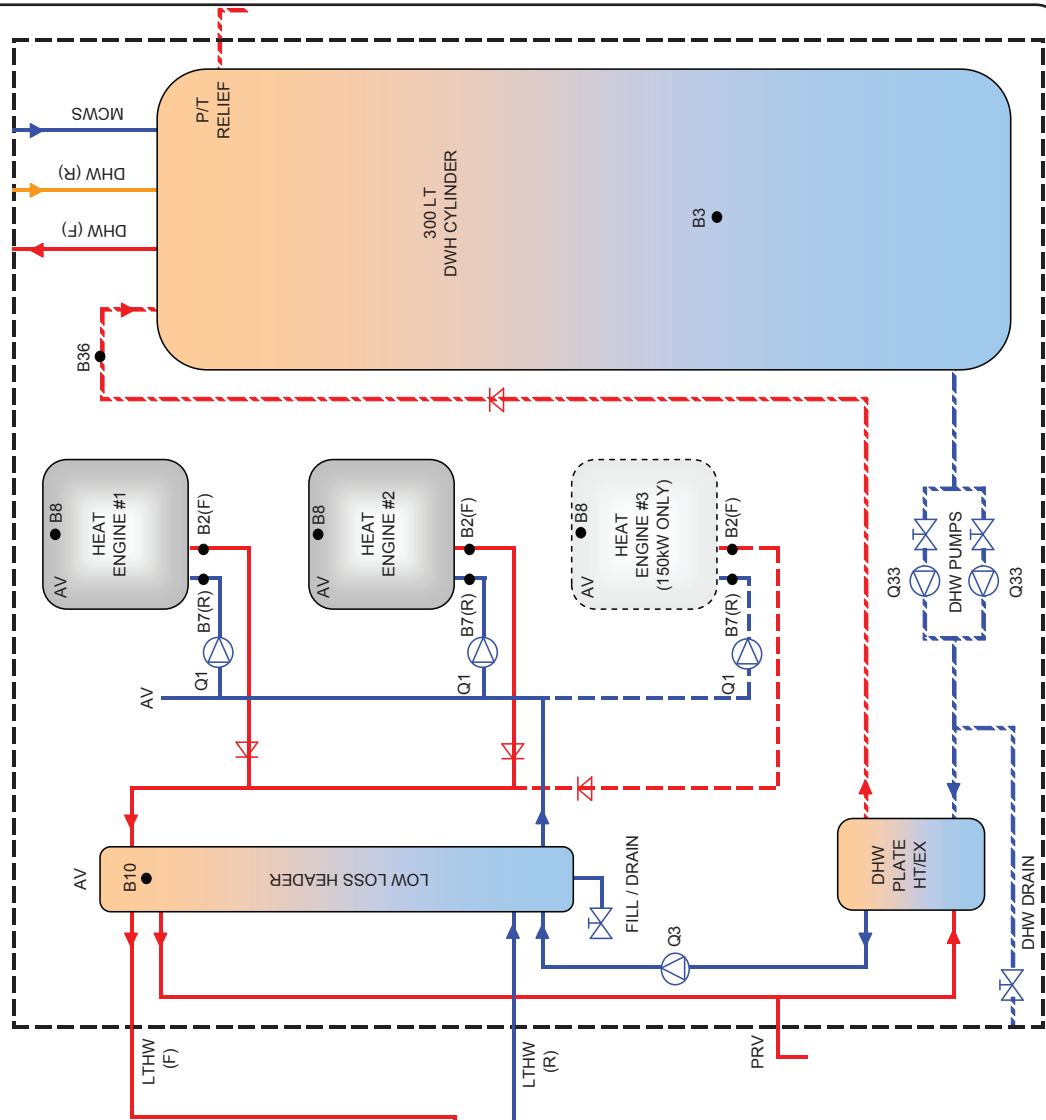 MCWS
DHW (R)
DHW (F)
P/T
RELIEF
300 LT
DWH CYLINDER
B3
B36
B8
HEAT
ENGINE #1
AV
B2(F)
B7(R)
Q1
B8
HEAT
ENGINE #2
AV
B2(F)
B7(R)
Q1
B8
HEAT
ENGINE #3
(150kW ONLY)
AV
B2(F)
B7(R)
Q1
AV
Q33
DHW PUMPS
Q33
AV
B10
LOW LOSS HEADER
FILL / DRAIN
Q3
DHW
PLATE
HT/EX
DHW DRAIN
LTHW
(F)
LTHW
(R)
PRV